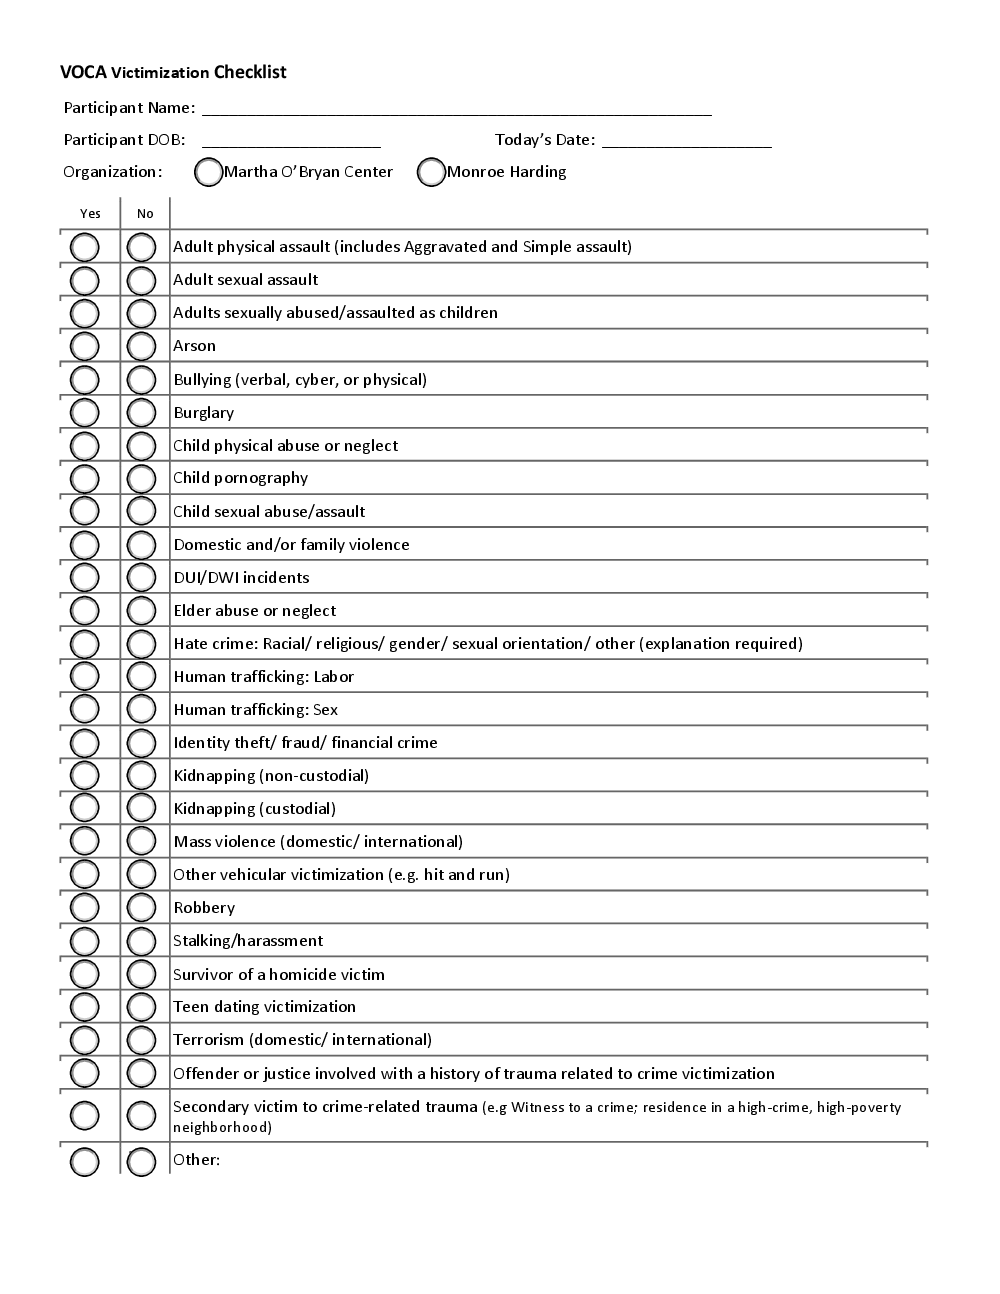 VOCA Victimization Checklist
Participant Name: ___________________________________________________________
Participant DOB: _____________________ Today's Date: ____________________
Organization: Martha O'Bryan Center Monroe Harding
Yes No
Adult physical assault (includes Aggravated and Simple assault)
Adult sexual assault
Adults sexually abused/assaulted as children
Arson
Bullying (verbal, cyber, or physical)
Burglary
Child physical abuse or neglect
Child pornography
Child sexual abuse/assault
Domestic and/or family violence
DUI/DWI incidents
Elder abuse or neglect
Hate crime: Racial/ religious/ gender/ sexual orientation/ other (explanation required)
Human trafficking: Labor
Human trafficking: Sex
Identity theft/ fraud/ financial crime
Kidnapping (non-custodial)
Kidnapping (custodial)
Mass violence (domestic/ international)
Other vehicular victimization (e.g. hit and run)
Robbery
Stalking/harassment
Survivor of a homicide victim
Teen dating victimization
Terrorism (domestic/ international)
Offender or justice involved with a history of trauma related to crime victimization
Secondary victim to crime-related trauma (e.g Witness to a crime; residence in a high-crime, high-poverty
neighborhood)
Other: